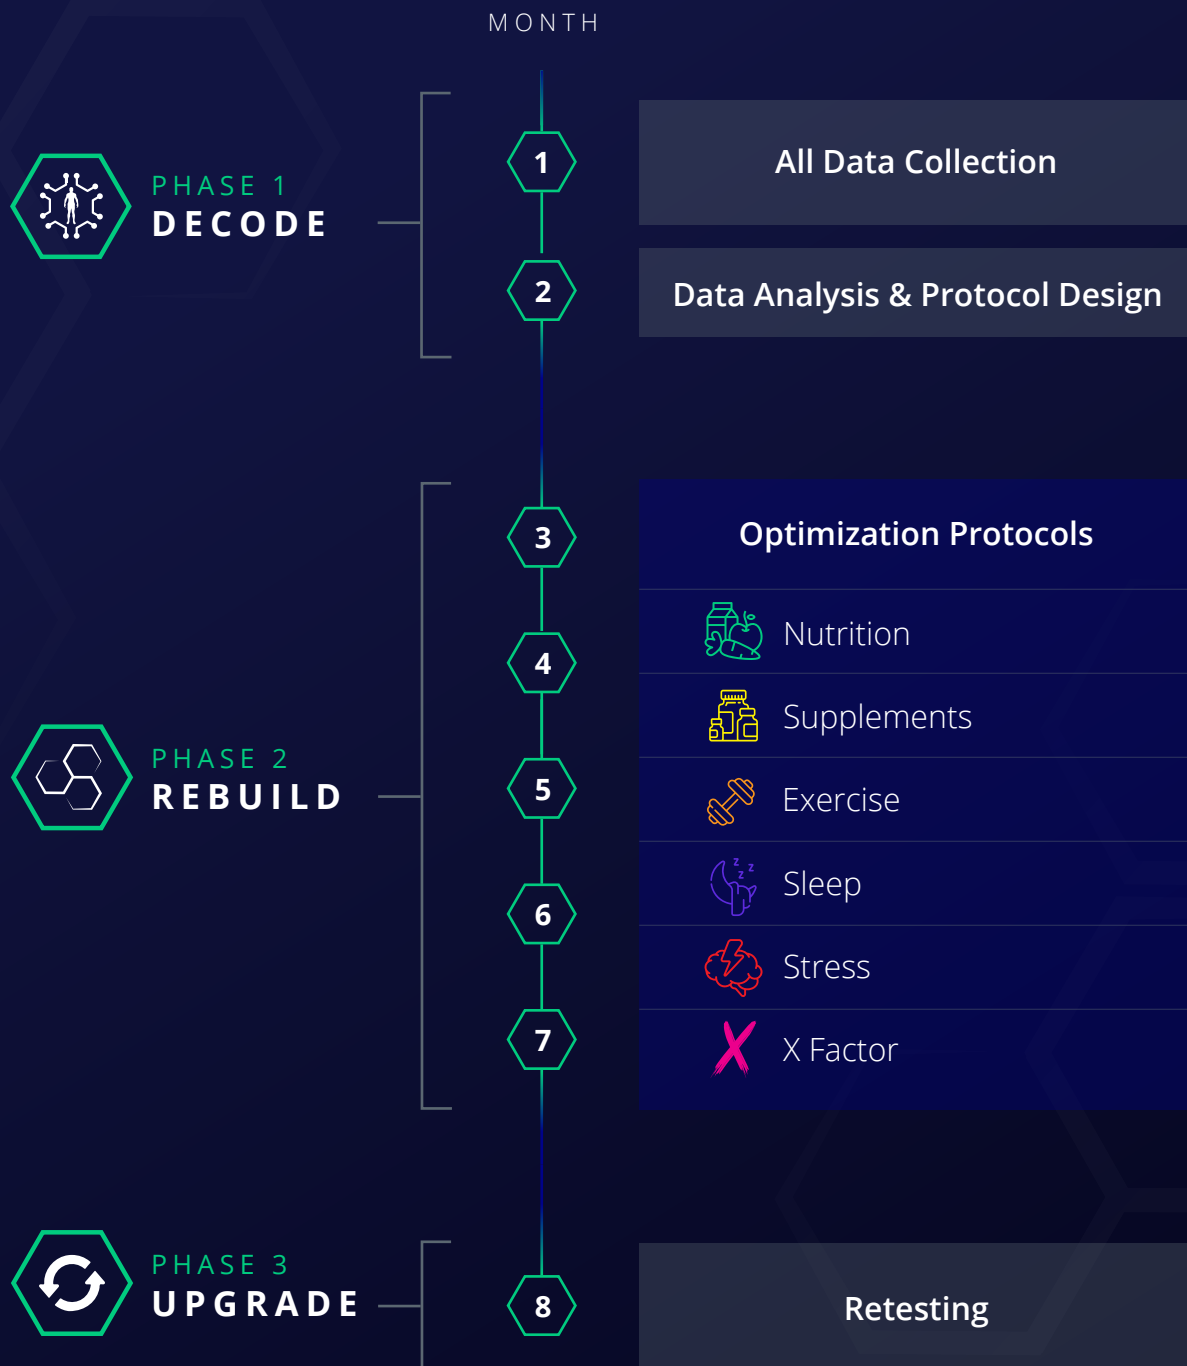 MONTH
PHASE 1
DECODE
1
All Data Collection
2
Data Analysis & Protocol Design
PHASE 2
REBUILD
3
4
5
6
7
Optimization Protocols
Nutrition
Supplements
Exercise
z z z
Sleep
Stress
X Factor
PHASE 3
UPGRADE
8
Retesting